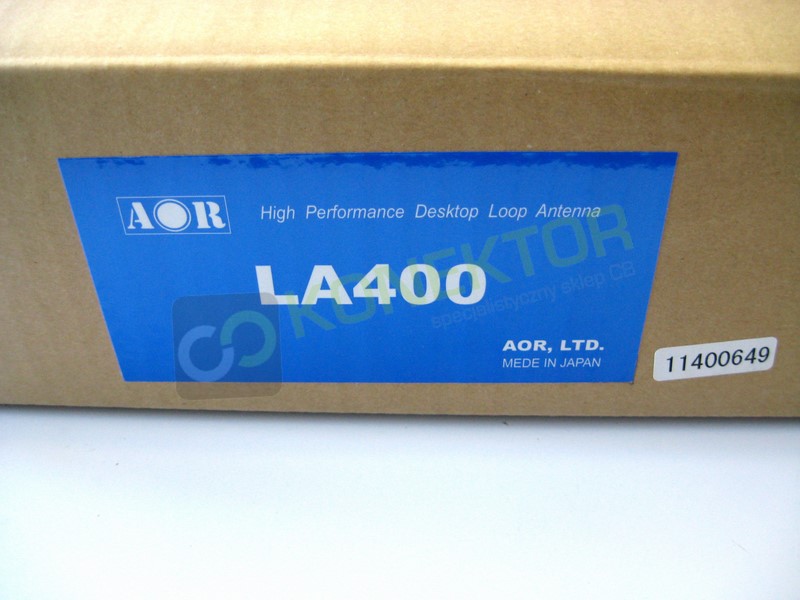 AOR
High Performance Desktop Loop Antenna
LA400
KONEKTOR
specjalistyczny sklep CB
AOR, LTD.
MEDE IN JAPAN
11400649